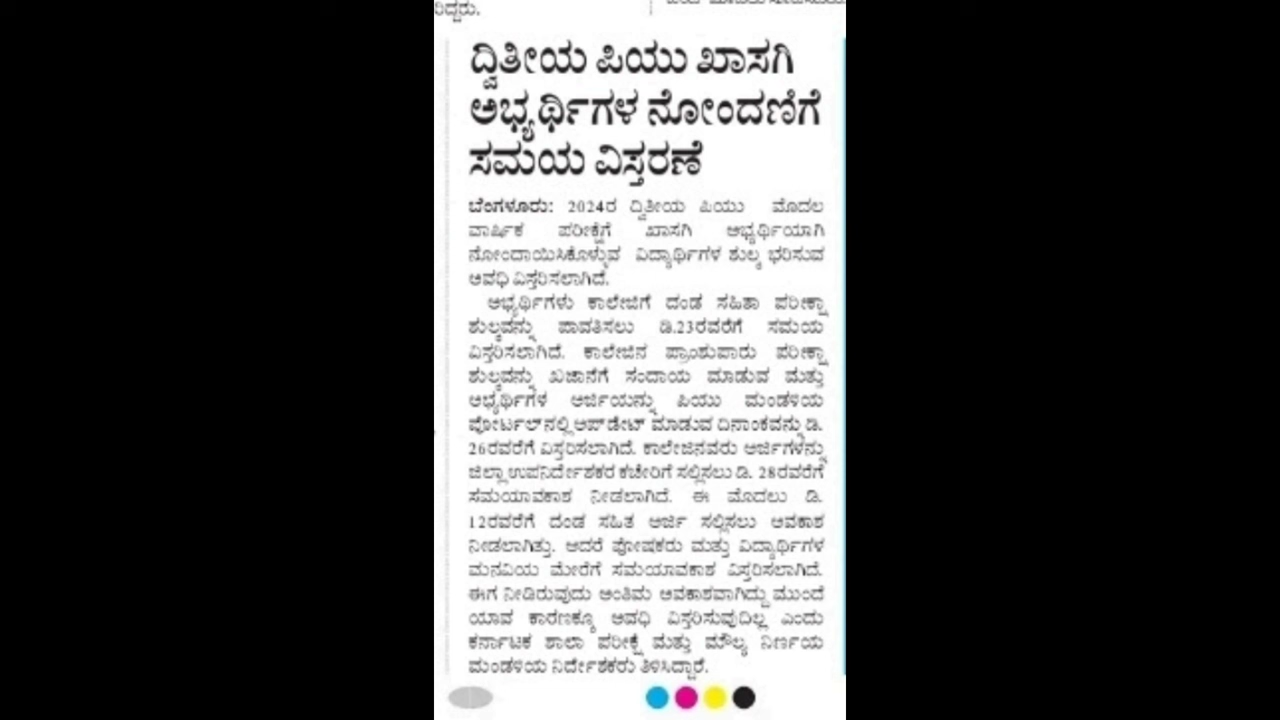 ರಿದ್ದರು.
ದ್ವಿತೀಯ ಪಿಯು ಖಾಸಗಿ
ಅಭ್ಯರ್ಥಿಗಳ ನೋಂದಣಿಗೆ
ಸಮಯ ವಿಸ್ತರಣೆ
ಬೆಂಗಳೂರು: 2024ರ ದ್ವಿತೀಯ ಪಿಯು ಮೊದಲ
ವಾರ್ಷಿಕ ಪರೀಕ್ಷೆಗೆ ಖಾಸಗಿ ಅಭ್ಯರ್ಥಿಯಾಗಿ
ನೋಂದಾಯಿಸಿಕೊಳ್ಳುವ ವಿದ್ಯಾರ್ಥಿಗಳ ಶುಲ್ಕ ಭರಿಸುವ
ಅವಧಿ ವಿಸ್ತರಿಸಲಾಗಿದೆ.
ಅಭ್ಯರ್ಥಿಗಳು ಕಾಲೇಜಿಗೆ ದಂಡ ಸಹಿತಾ ಪರೀಕ್ಷಾ
ಶುಲ್ಕವನ್ನು ಪಾವತಿಸಲು ಡಿ.23ರವರೆಗೆ ಸಮಯ
ವಿಸ್ತರಿಸಲಾಗಿದೆ. ಕಾಲೇಜಿನ ಪ್ರಾಂಶುಪಾರು ಪರೀಕ್ಷಾ
ಶುಲ್ಕವನ್ನು ಖಜಾನೆಗೆ ಸಂದಾಯ ಮಾಡುವ ಮತ್ತು
ಅಭ್ಯರ್ಥಿಗಳ ಅರ್ಜಿಯನ್ನು ಪಿಯು ಮಂಡಳಿಯ
ಪೋರ್ಟಲ್‌ನಲ್ಲಿ ಅಪ್‌ಡೇಟ್ ಮಾಡುವ ದಿನಾಂಕವನ್ನು ಡಿ.
26ರವರೆಗೆ ವಿಸ್ತರಿಸಲಾಗಿದೆ. ಕಾಲೇಜಿನವರು ಅರ್ಜಿಗಳನ್ನು
ಜಿಲ್ಲಾ ಉಪನಿರ್ದೇಶಕರ ಕಚೇರಿಗೆ ಸಲ್ಲಿಸಲು ಡಿ. 28ರವರೆಗೆ
ಸಮಯಾವಕಾಶ ನೀಡಲಾಗಿದೆ. ಈ ಮೊದಲು ಡಿ.
12ರವರೆಗೆ ದಂಡ ಸಹಿತ ಅರ್ಜಿ ಸಲ್ಲಿಸಲು ಅವಕಾಶ
ನೀಡಲಾಗಿತ್ತು. ಆದರೆ ಪೋಷಕರು ಮತ್ತು ವಿದ್ಯಾರ್ಥಿಗಳ
ಮನವಿಯ ಮೇರೆಗೆ ಸಮಯಾವಕಾಶ ವಿಸ್ತರಿಸಲಾಗಿದೆ.
ಈಗ ನೀಡಿರುವುದು ಅಂತಿಮ ಅವಕಾಶವಾಗಿದ್ದು ಮುಂದೆ
ಯಾವ ಕಾರಣಕ್ಕೂ ಅವಧಿ ವಿಸ್ತರಿಸುವುದಿಲ್ಲ ಎಂದು
ಕರ್ನಾಟಕ ಶಾಲಾ ಪರೀಕ್ಷೆ ಮತ್ತು ಮೌಲ್ಯ ನಿರ್ಣಯ
ಮಂಡಳಿಯ ನಿರ್ದೇಶಕರು ತಿಳಿಸಿದ್ದಾರೆ.